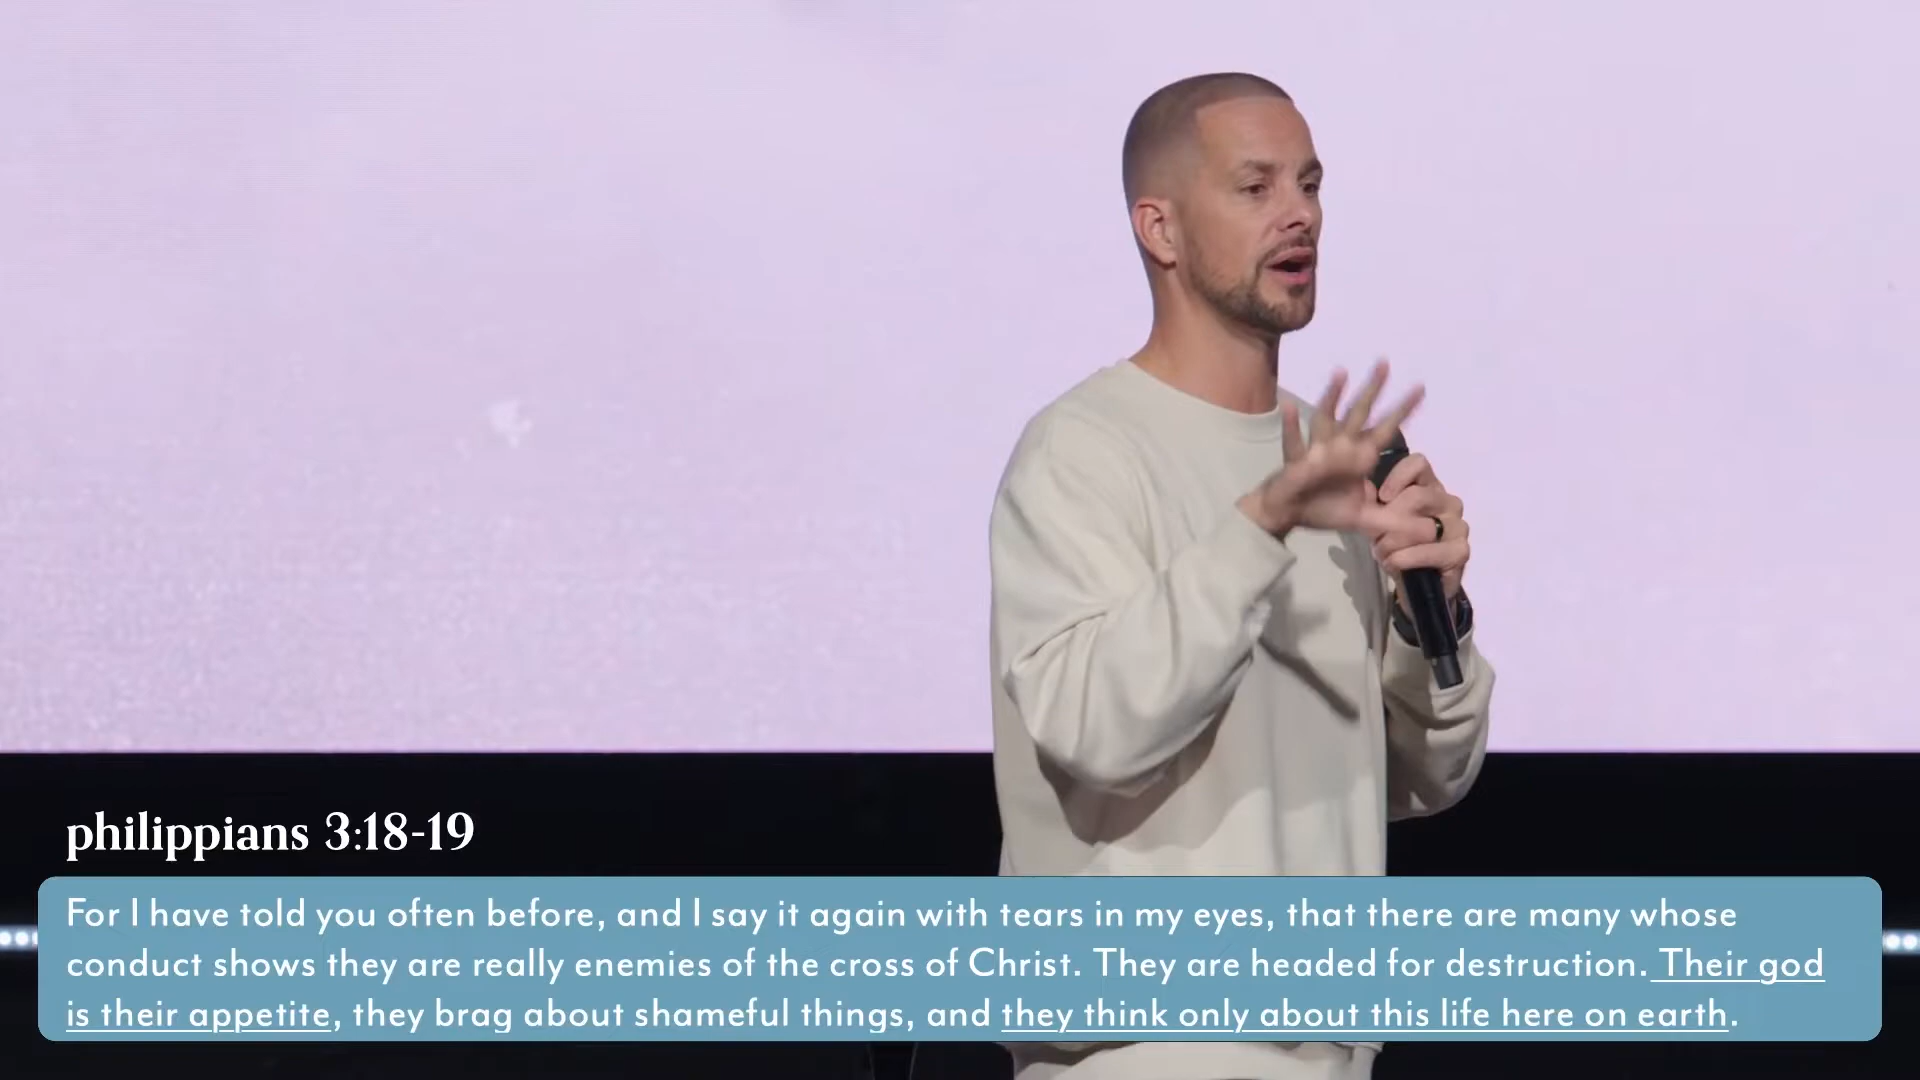 philippians 3:18-19
For I have told you often before, and I say it again with tears in my eyes, that there are many whose
conduct shows they are really enemies of the cross of Christ. They are headed for destruction. Their god
is their appetite, they brag about shameful things, and they think only about this life here on earth.